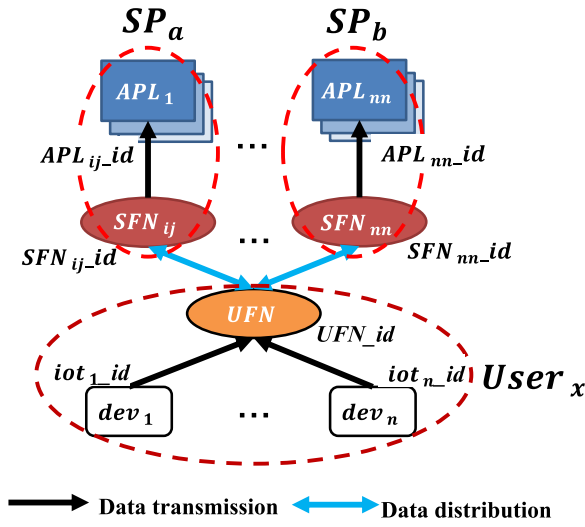 SP_a SP_b
APL_1 APL_nn
APL_ij_id ... APL_nn_id
SFN_ij SFN_nn
SFN_ij_id ... SFN_nn_id
UFN
UFN_id
iot_1_id iot_n_id User_x
dev_1 ... dev_n
Data transmission Data distribution